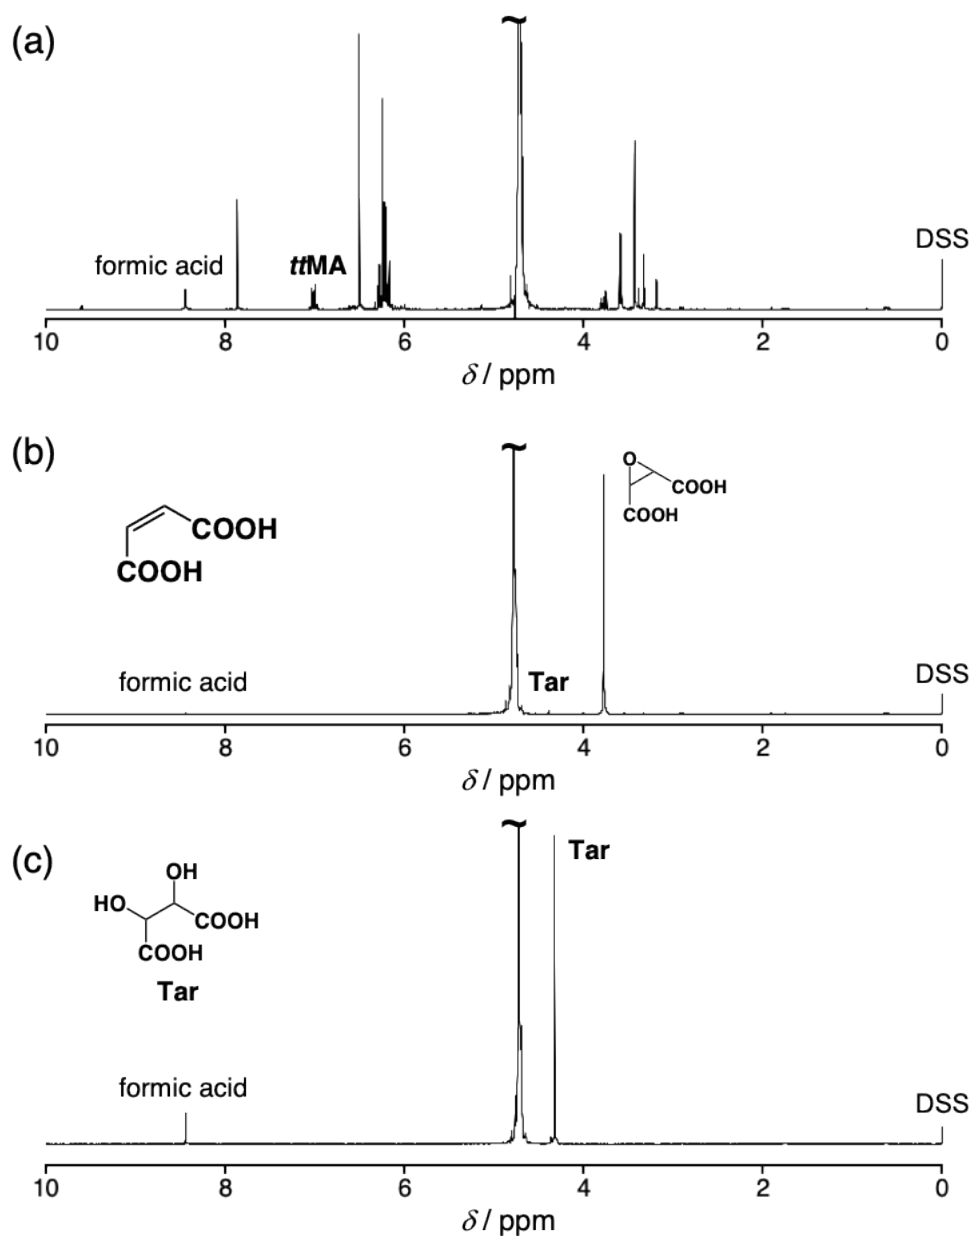 (a)
formic acid
ttMA
DSS
10 8 6 4 2 0
δ / ppm
(b)
COOH
COOH
O
COOH
COOH
formic acid
Tar
DSS
10 8 6 4 2 0
δ / ppm
(c)
Tar
OH
HO
COOH
COOH
Tar
formic acid
DSS
10 8 6 4 2 0
δ / ppm